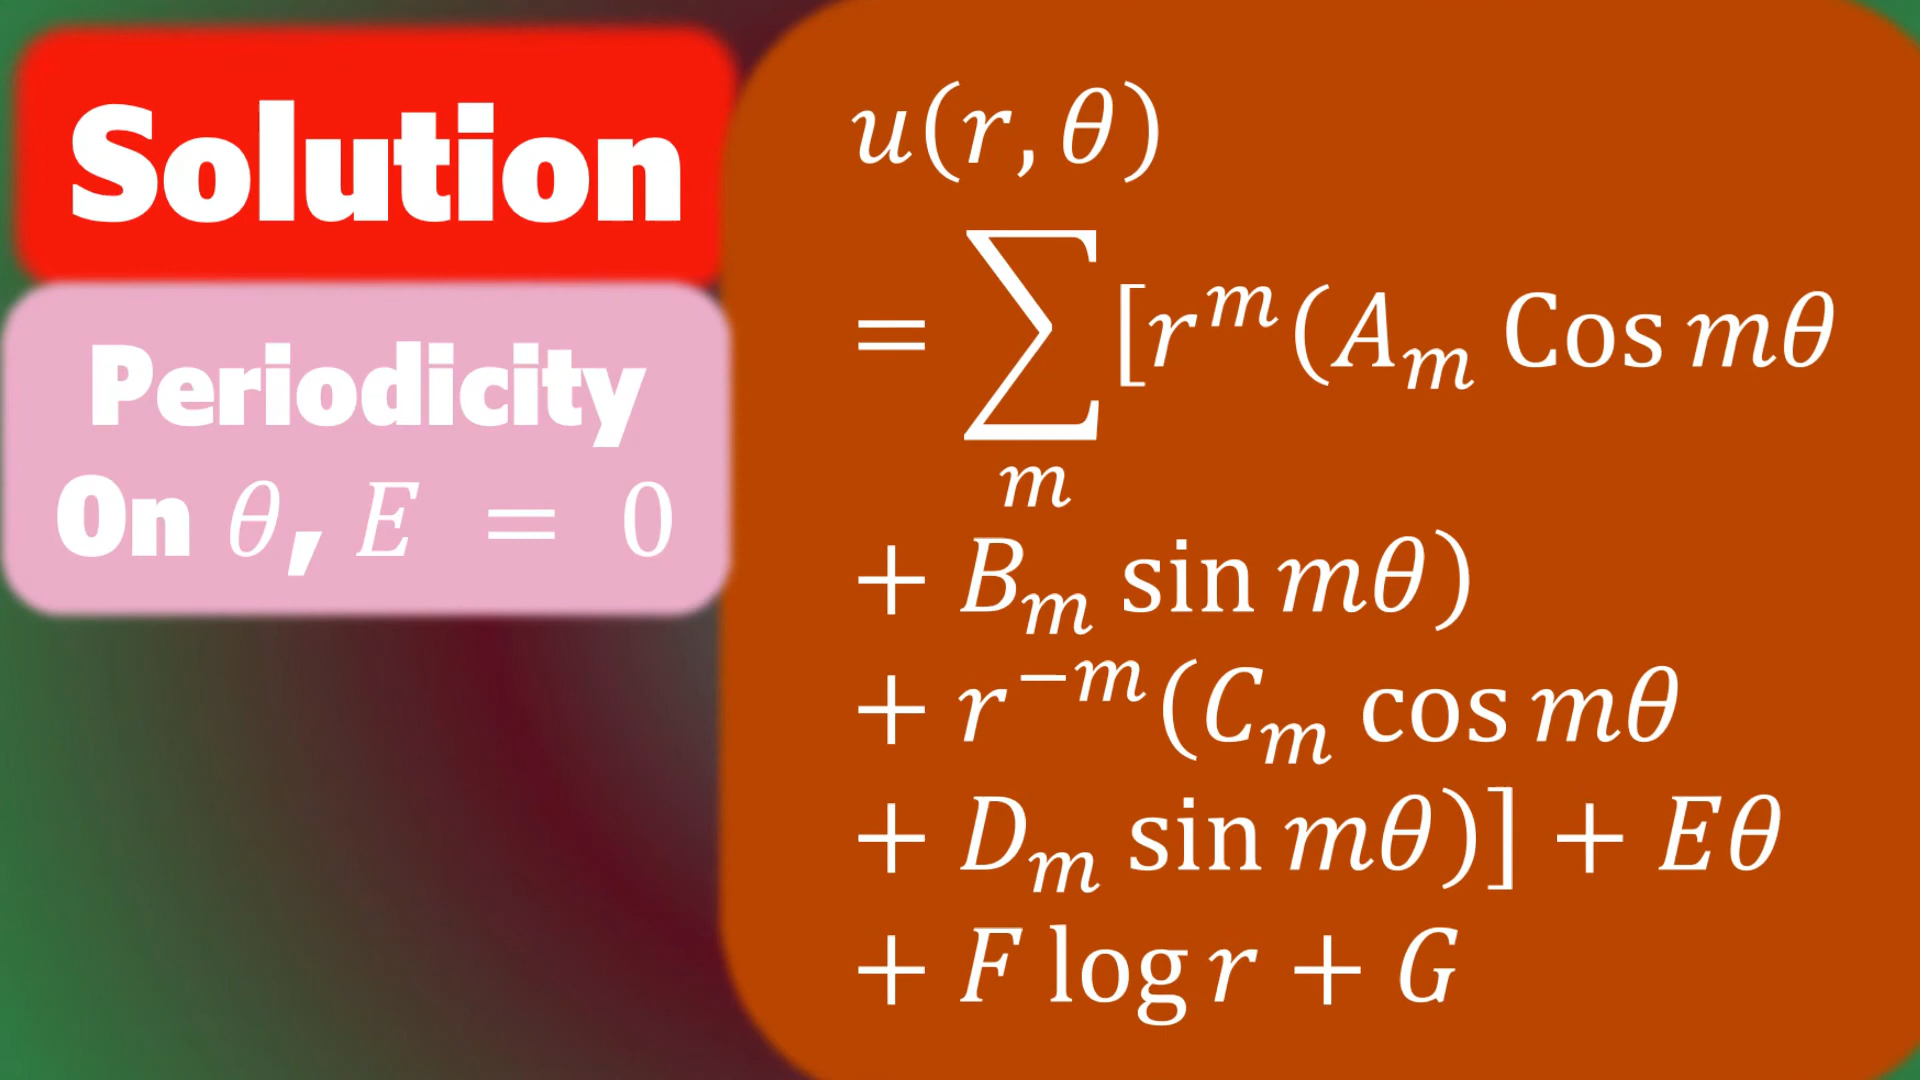 Solution
Periodicity
On θ, E = 0
u(r, θ)
= ∑ [r^m (A_m Cos mθ
m
+ B_m sin mθ)
+ r^{-m} (C_m cos mθ
+ D_m sin mθ)] + Eθ
+ F log r + G